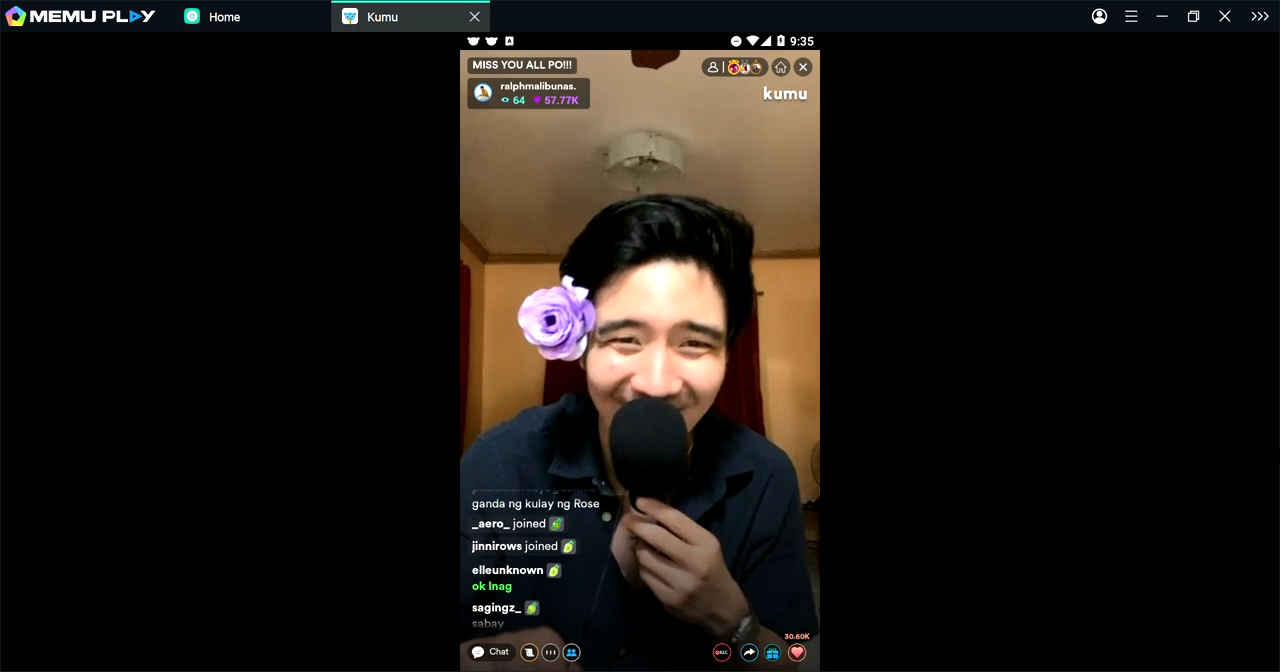 MEMU PLAY
Home
Kumu
9:35
MISS YOU ALL PO!!!
ralphmalibunas.
64 57.77K
kumu
ganda ng kulay ng Rose
_aero_ joined
jinnirows joined
elleunknown
ok lnag
sagingz_
sabay
30.60K
Chat
REC